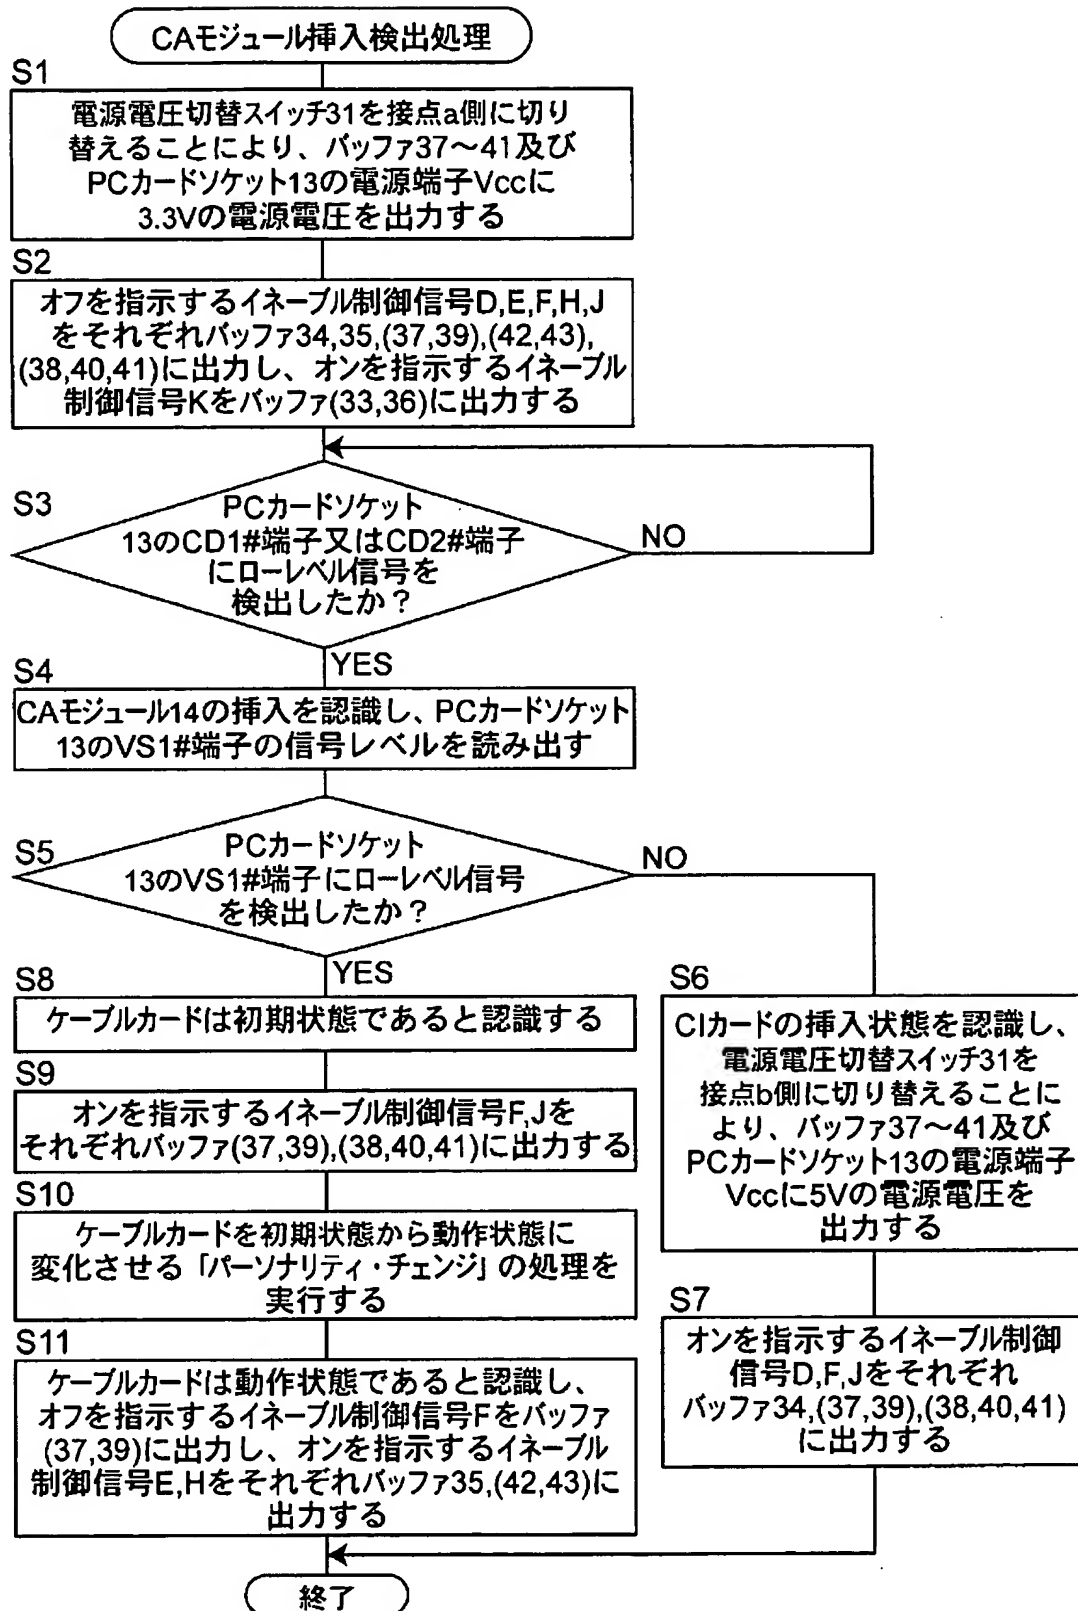 CAモジュール挿入検出処理
S1
電源電圧切替スイッチ31を接点a側に切り
替えることにより、バッファ37〜41及び
PCカードソケット13の電源端子Vccに
3.3Vの電源電圧を出力する
S2
オフを指示するイネーブル制御信号D,E,F,H,J
をそれぞれバッファ34,35,(37,39),(42,43),
(38,40,41)に出力し、オンを指示するイネーブル
制御信号Kをバッファ(33,36)に出力する
S3
PCカードソケット
13のCD1#端子又はCD2#端子
にローレベル信号を
検出したか？
NO
YES
S4
CAモジュール14の挿入を認識し、PCカードソケット
13のVS1#端子の信号レベルを読み出す
S5
PCカードソケット
13のVS1#端子にローレベル信号
を検出したか？
NO
YES
S8
ケーブルカードは初期状態であると認識する
S9
オンを指示するイネーブル制御信号F,Jを
それぞれバッファ(37,39),(38,40,41)に出力する
S10
ケーブルカードを初期状態から動作状態に
変化させる「パーソナリティ・チェンジ」の処理を
実行する
S11
ケーブルカードは動作状態であると認識し、
オフを指示するイネーブル制御信号Fをバッファ
(37,39)に出力し、オンを指示するイネーブル
制御信号E,Hをそれぞれバッファ35,(42,43)に
出力する
S6
CIカードの挿入状態を認識し、
電源電圧切替スイッチ31を
接点b側に切り替えることに
より、バッファ37〜41及び
PCカードソケット13の電源端子
Vccに5Vの電源電圧を
出力する
S7
オンを指示するイネーブル制御
信号D,F,Jをそれぞれ
バッファ34,(37,39),(38,40,41)
に出力する
終了